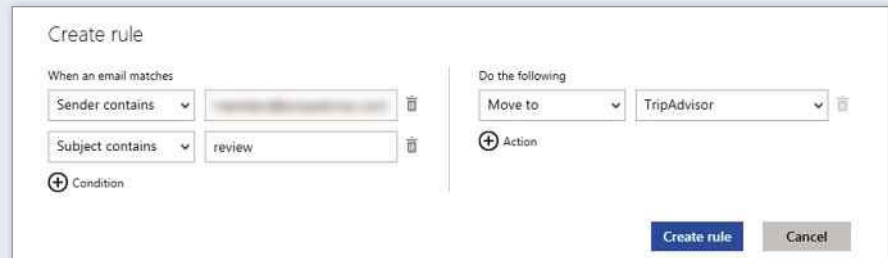 Create rule
When an email matches
Sender contains
Subject contains review
Condition
Do the following
Move to TripAdvisor
Action
Create rule Cancel